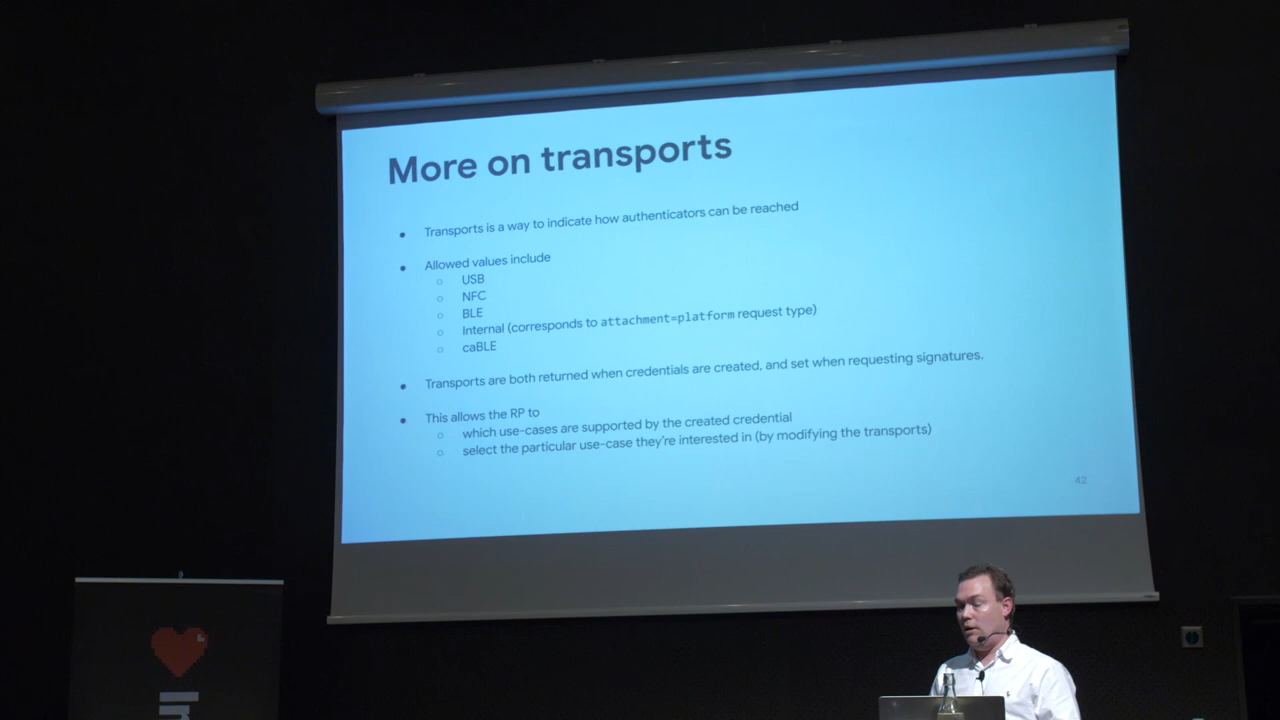 More on transports
● Transports is a way to indicate how authenticators can be reached
● Allowed values include
○ USB
○ NFC
○ BLE
○ Internal (corresponds to attachment=platform request type)
○ caBLE
● Transports are both returned when credentials are created, and set when requesting signatures.
● This allows the RP to
○ which use-cases are supported by the created credential
○ select the particular use-case they're interested in (by modifying the transports)
42